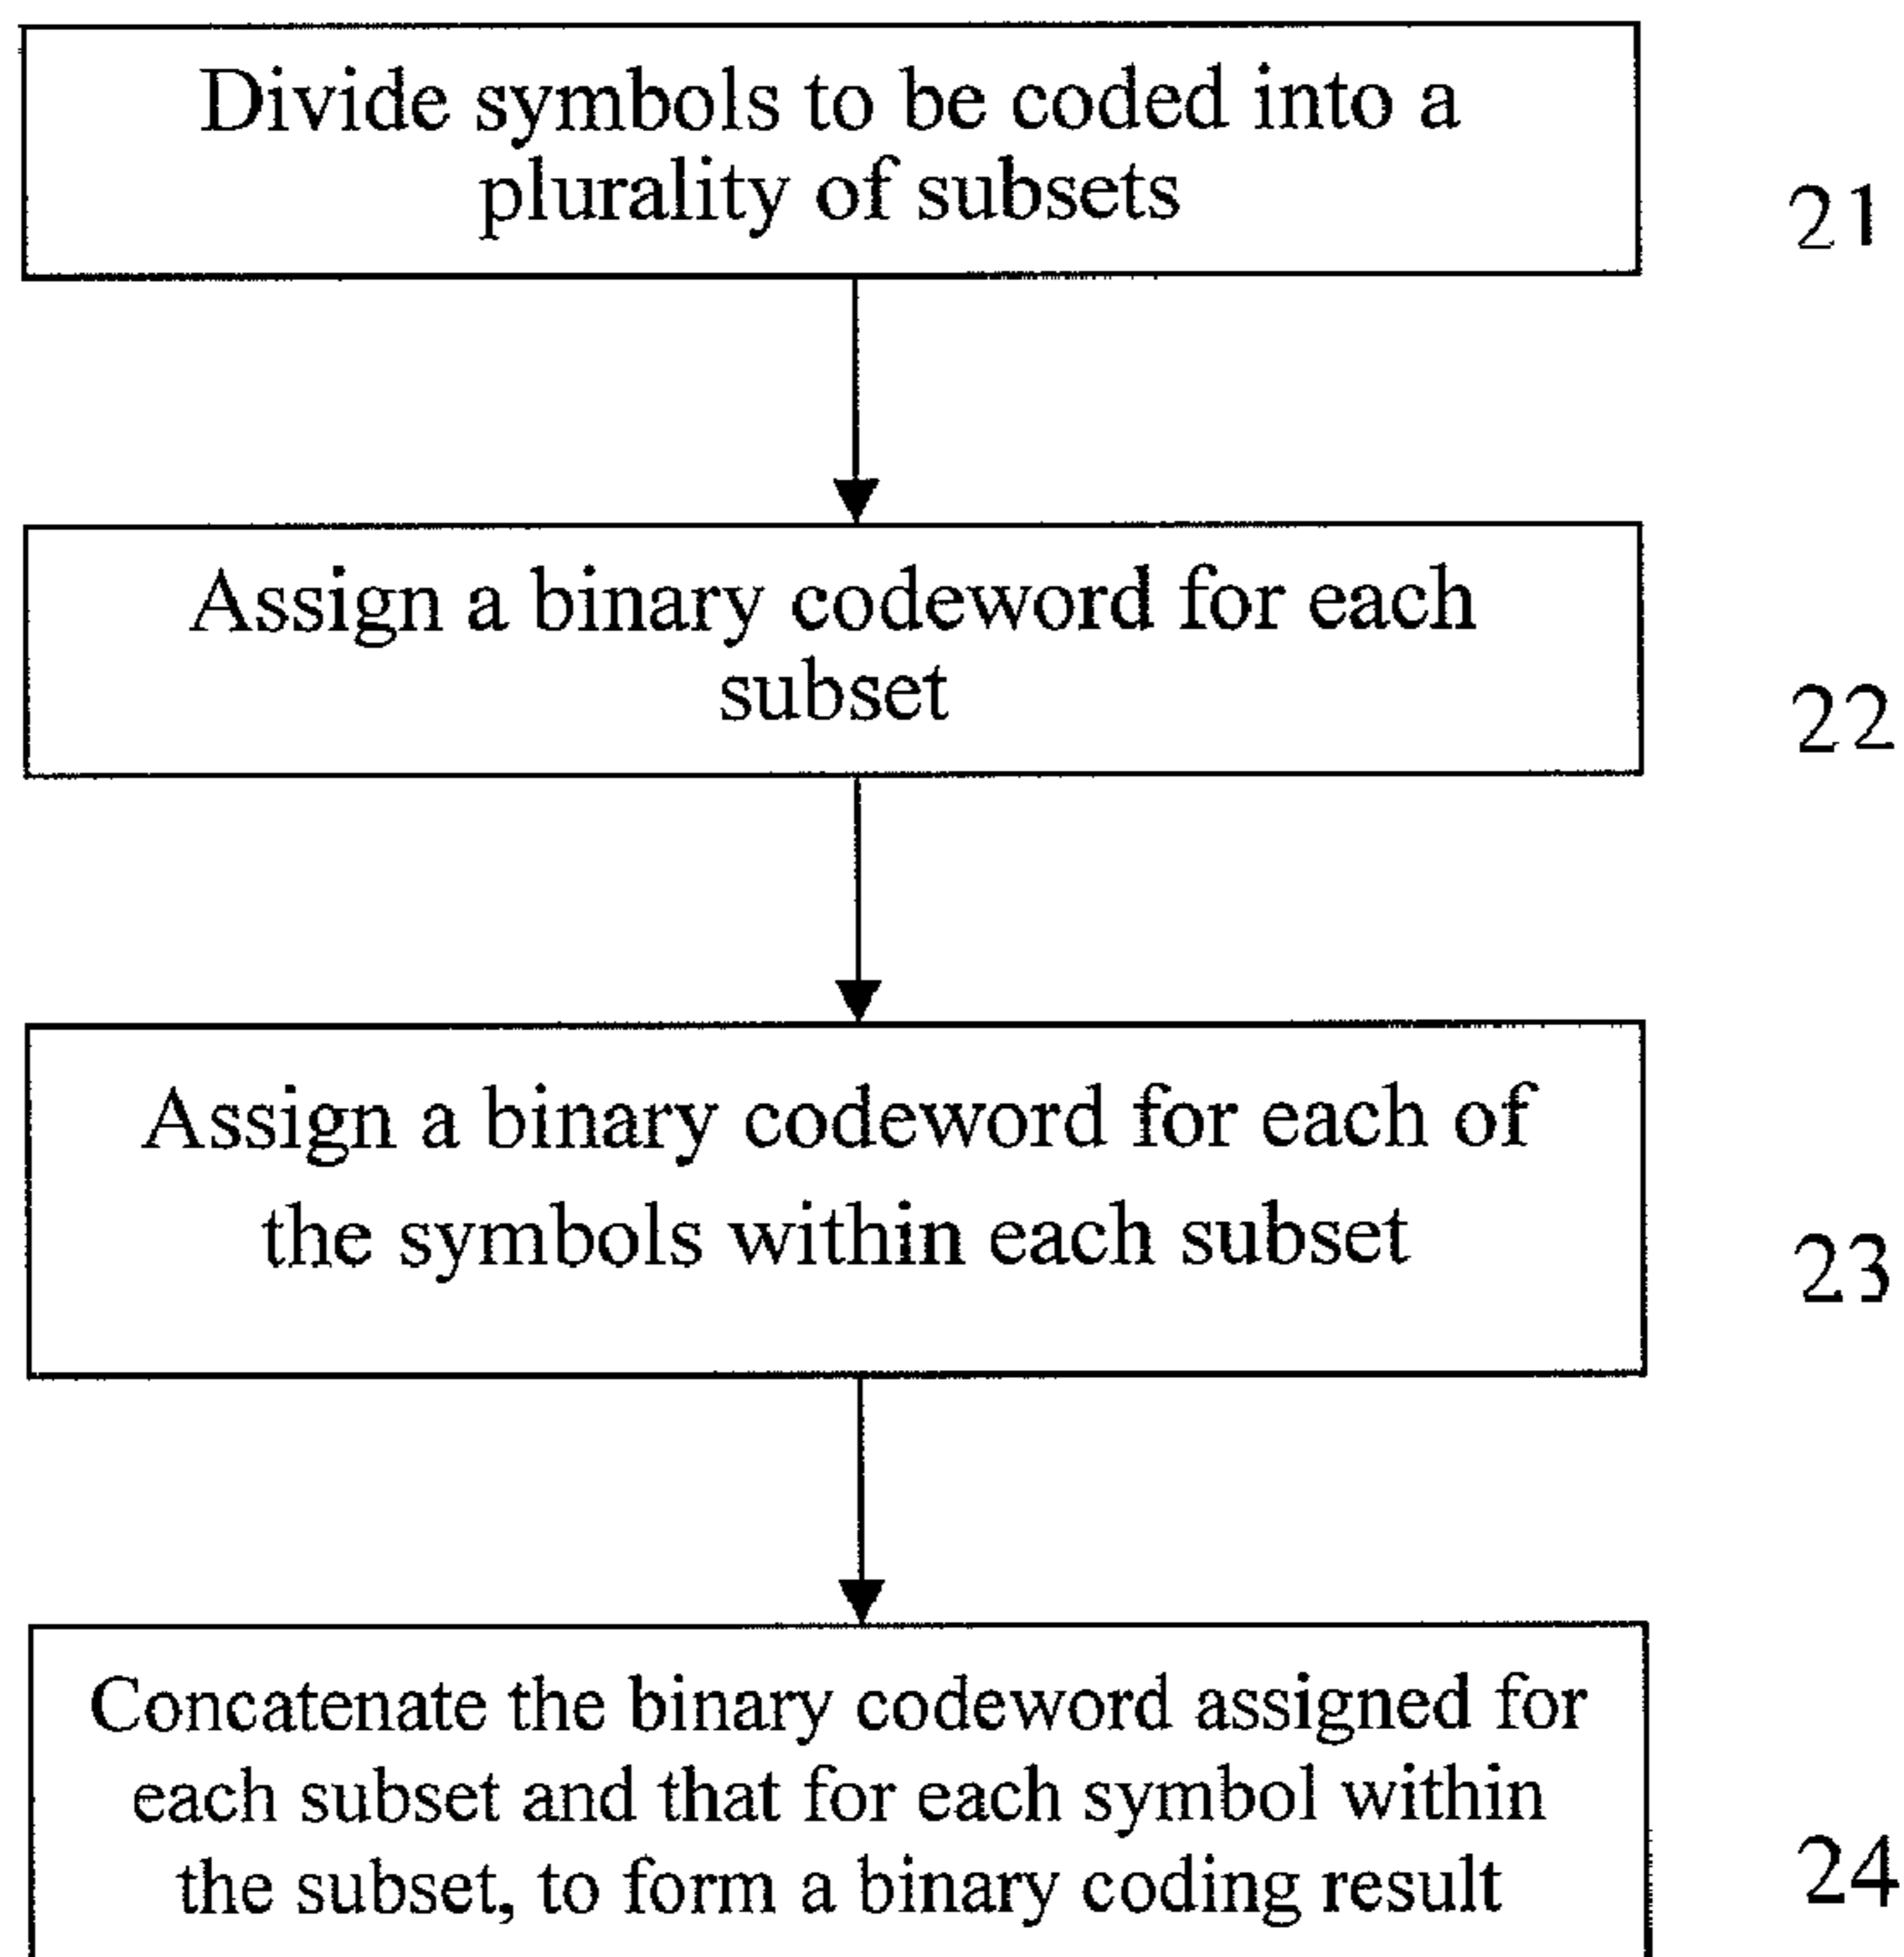 Divide symbols to be coded into a
plurality of subsets
21
Assign a binary codeword for each
subset
22
Assign a binary codeword for each of
the symbols within each subset
23
Concatenate the binary codeword assigned for
each subset and that for each symbol within
the subset, to form a binary coding result
24